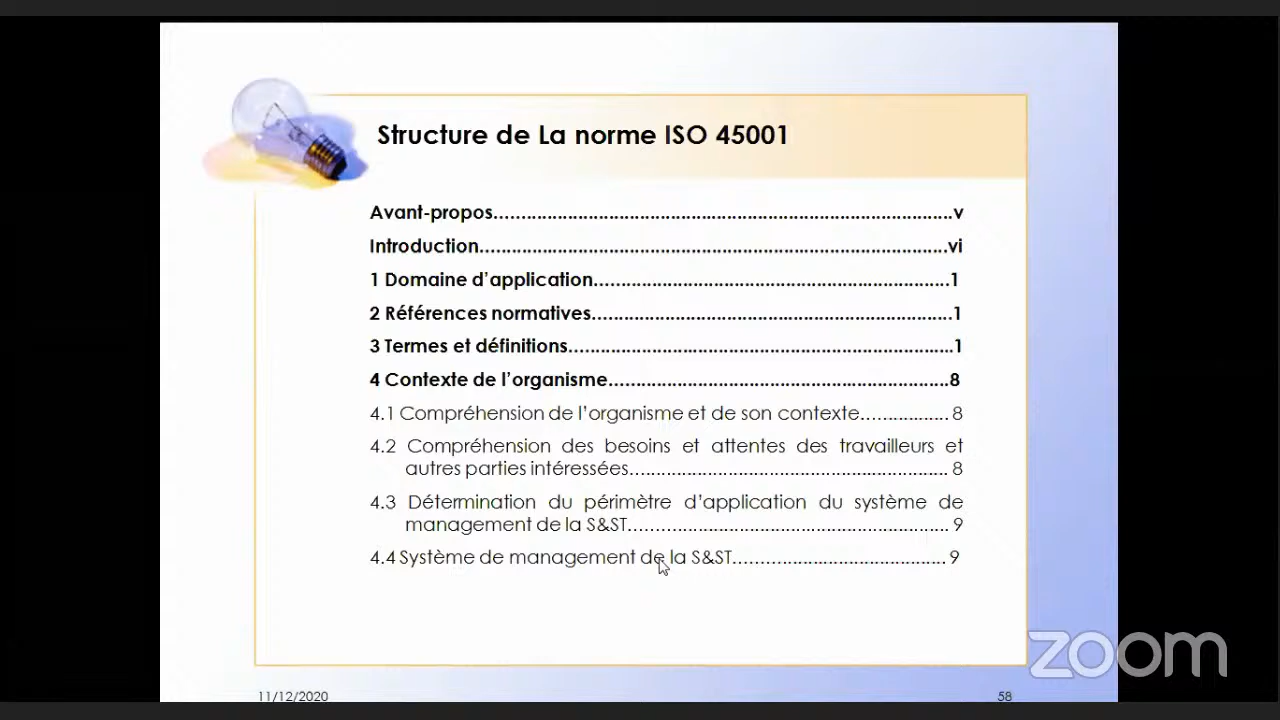 Structure de La norme ISO 45001
Avant-propos..................................................................................v
Introduction...................................................................................vi
1 Domaine d’application...............................................................1
2 Références normatives................................................................1
3 Termes et définitions....................................................................1
4 Contexte de l’organisme............................................................8
4.1 Compréhension de l’organisme et de son contexte................ 8
4.2 Compréhension des besoins et attentes des travailleurs et
autres parties intéressées......................................................... 8
4.3 Détermination du périmètre d’application du système de
management de la S&ST......................................................... 9
4.4 Système de management de la S&ST...................................... 9
11/12/2020
58
zoom